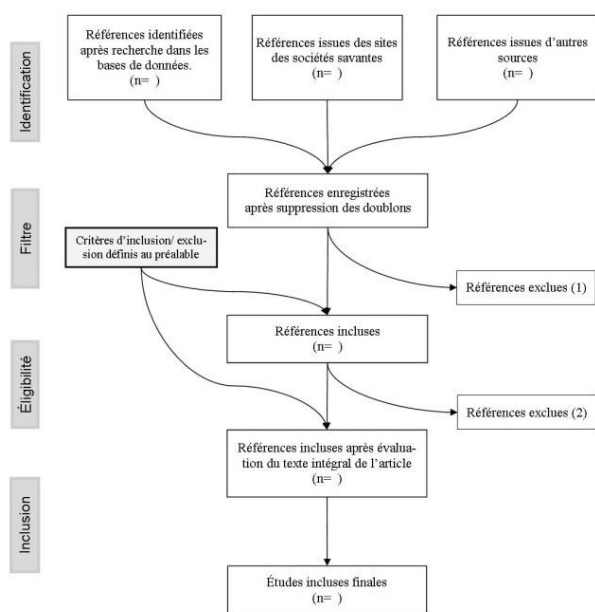 Identification
Références identifiées
après recherche dans les
bases de données.
(n=  )
Références issues des sites
des sociétés savantes
(n=  )
Références issues d'autres
sources
(n=  )
Filtre
Références enregistrées
après suppression des doublons
Critères d'inclusion/ exclu-
sion définis au préalable
Références exclues (1)
Éligibilité
Références incluses
(n=  )
Références exclues (2)
Références incluses après évalua-
tion du texte intégral de l'article
(n=  )
Inclusion
Études incluses finales
(n=  )